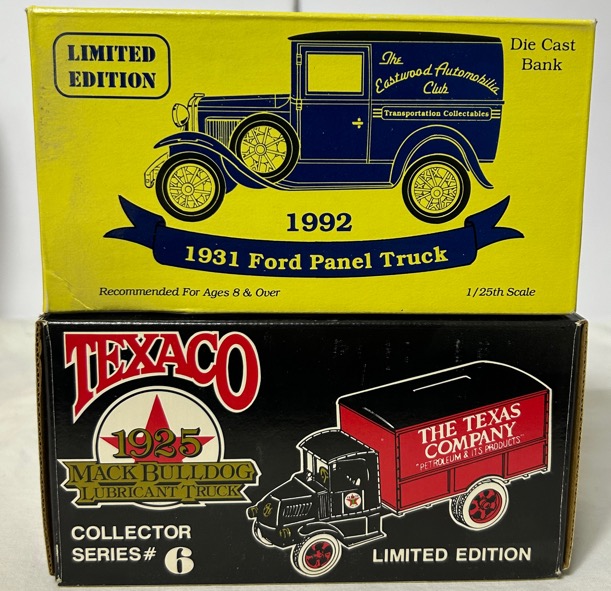 LIMITED
EDITION
Die Cast
Bank
The
Eastwood Automobilia
Club
Transportation Collectables
1992
1931 Ford Panel Truck
Recommended For Ages 8 & Over
1/25th Scale
TEXACO
1925
MACK BULLDOG
LUBRICANT TRUCK
THE TEXAS
COMPANY
"PETROLEUM & ITS PRODUCTS"
COLLECTOR
SERIES# 6
LIMITED EDITION